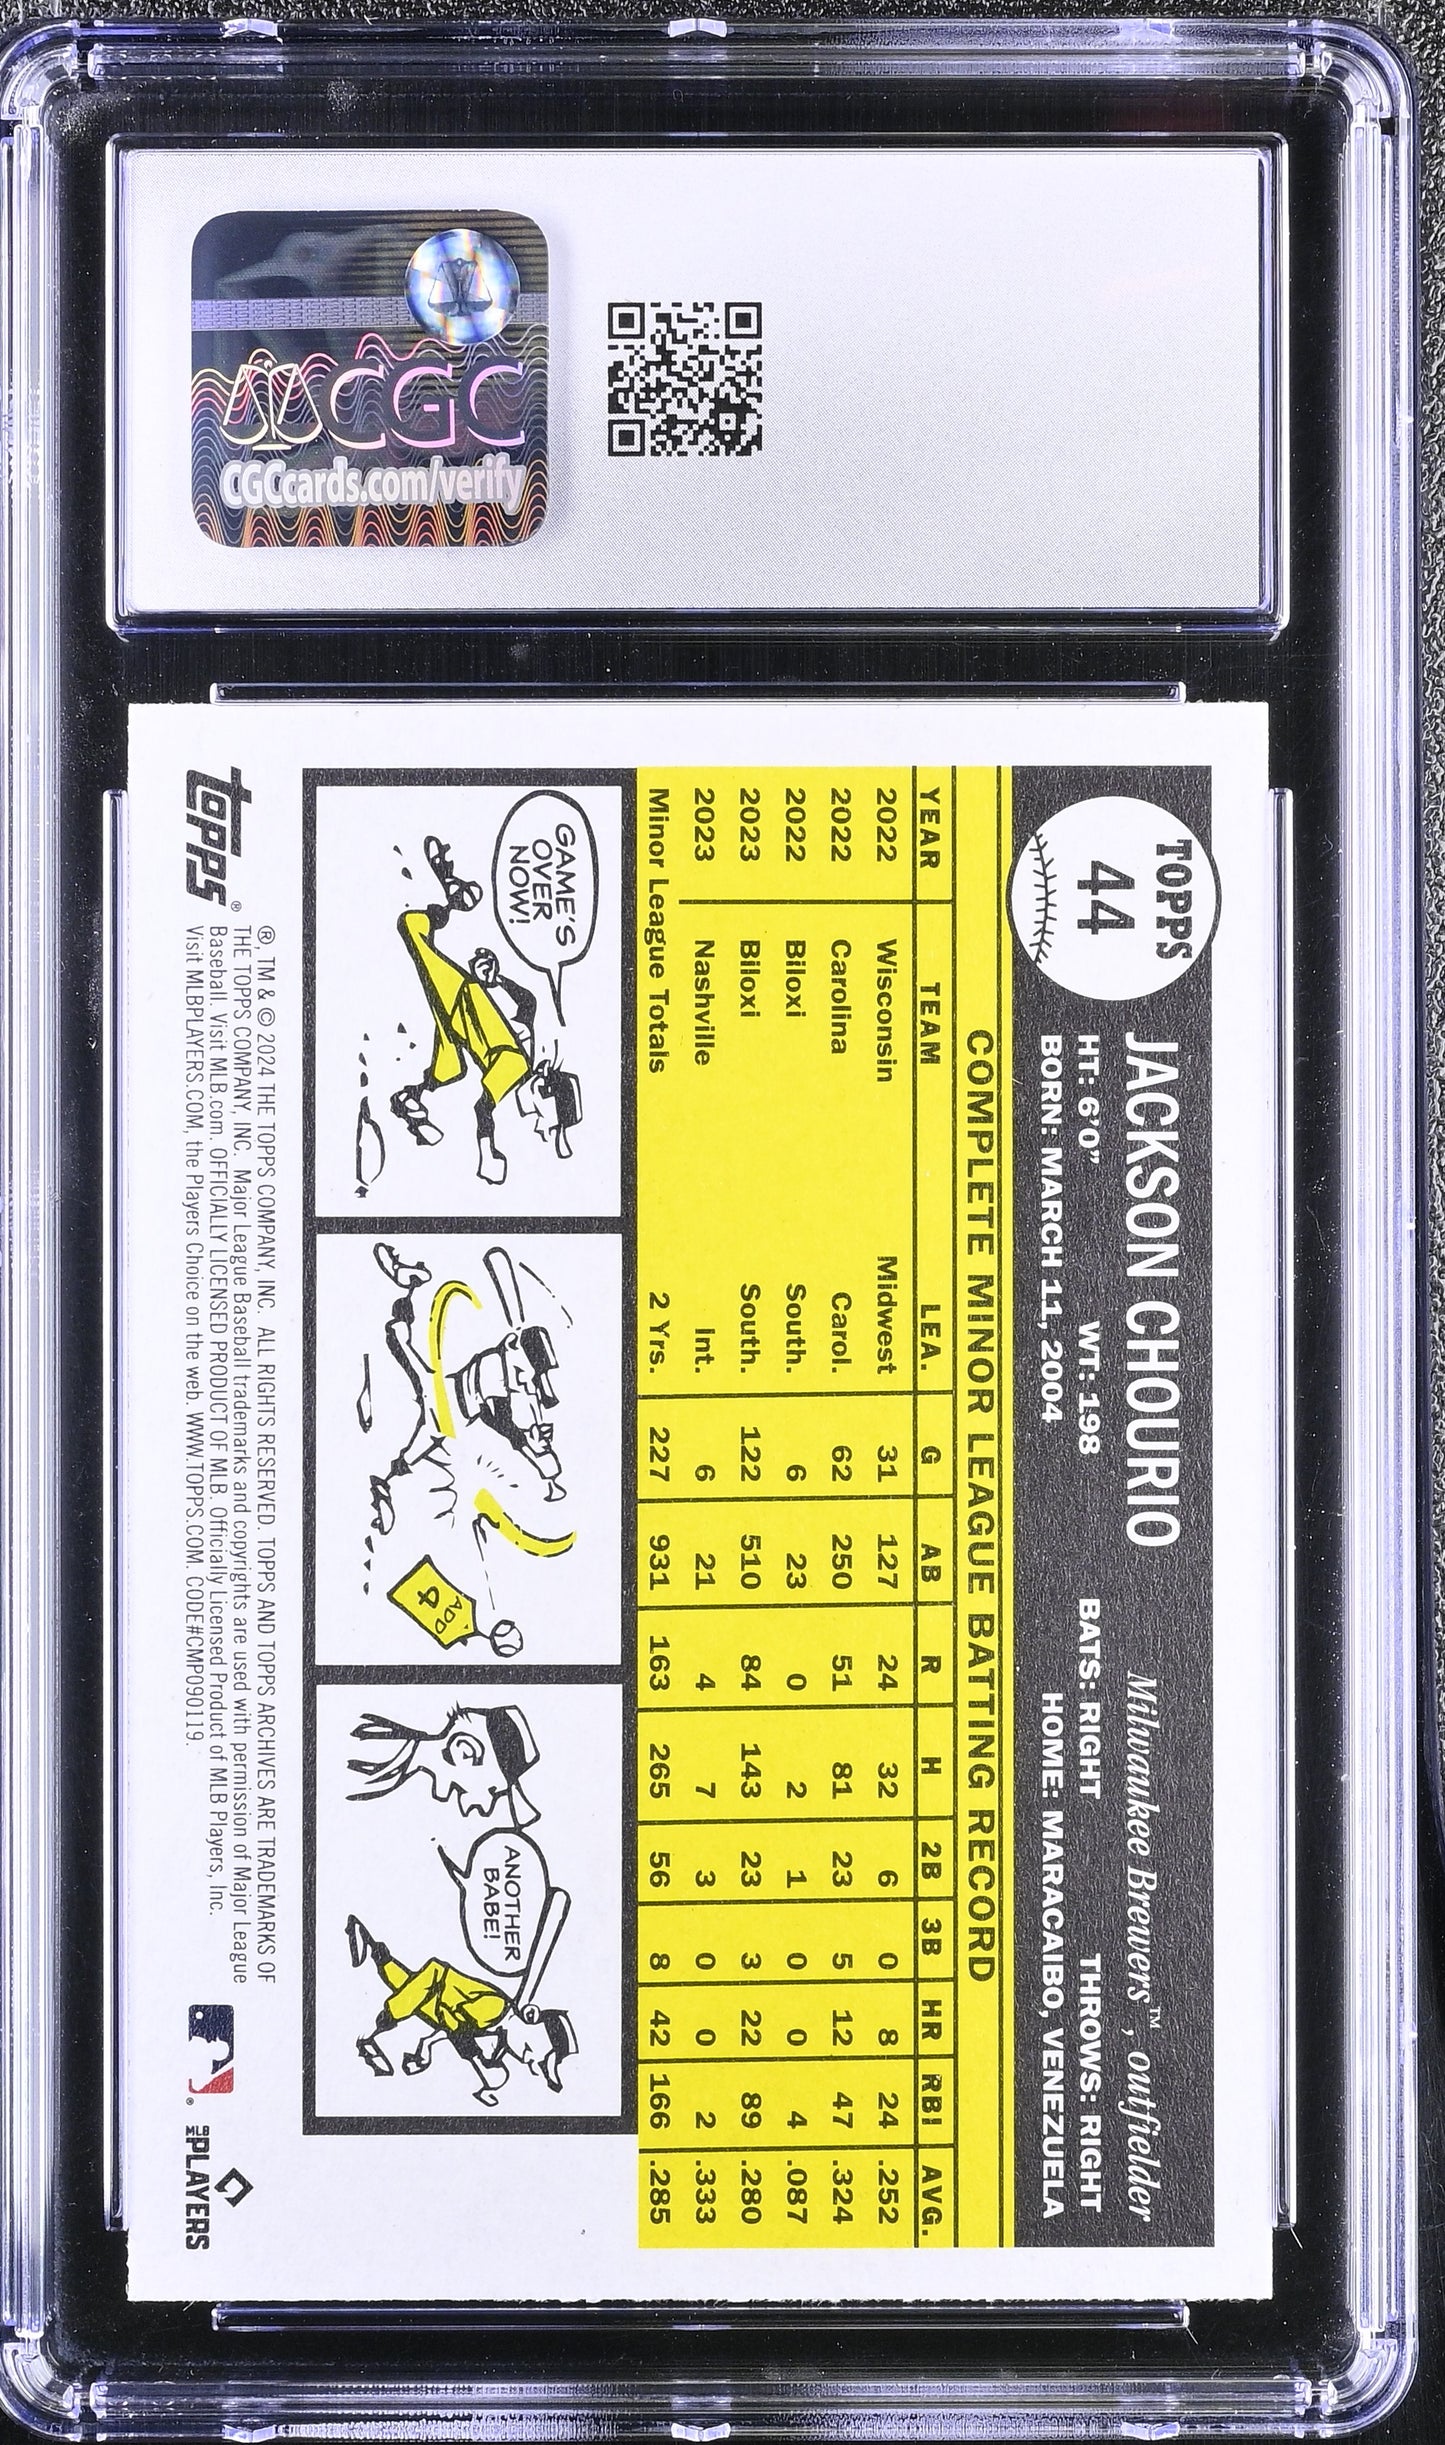 CGC
CGCcards.com/verify
TOPPS
44
JACKSON CHOURIO
Milwaukee Brewers™, outfielder
HT: 6'0" WT: 198 BATS: RIGHT THROWS: RIGHT
BORN: MARCH 11, 2004 HOME: MARACAIBO, VENEZUELA
COMPLETE MINOR LEAGUE BATTING RECORD
YEAR TEAM LEA. G AB R H 2B 3B HR RBI AVG.
2022 Wisconsin Midwest 31 127 24 32 6 0 8 24 .252
2022 Carolina Carol. 62 250 51 81 23 5 12 47 .324
2022 Biloxi South. 6 23 0 2 1 0 0 4 .087
2023 Biloxi South. 122 510 84 143 23 3 22 89 .280
2023 Nashville Int. 6 21 4 7 3 0 0 2 .333
Minor League Totals 2 Yrs. 227 931 163 265 56 8 42 166 .285
GAME'S
OVER
NOW!
ADD
4
ANOTHER
BABE!
topps®
®, TM & © 2024 THE TOPPS COMPANY, INC. ALL RIGHTS RESERVED. TOPPS AND TOPPS ARCHIVES ARE TRADEMARKS OF
THE TOPPS COMPANY, INC. Major League Baseball trademarks and copyrights are used with permission of Major League
Baseball. Visit MLB.com. OFFICIALLY LICENSED PRODUCT OF MLB. Officially Licensed Product of MLB Players, Inc.
Visit MLBPLAYERS.COM, the Players Choice on the web. WWW.TOPPS.COM. CODE#CMP090119.
MLB PLAYERS